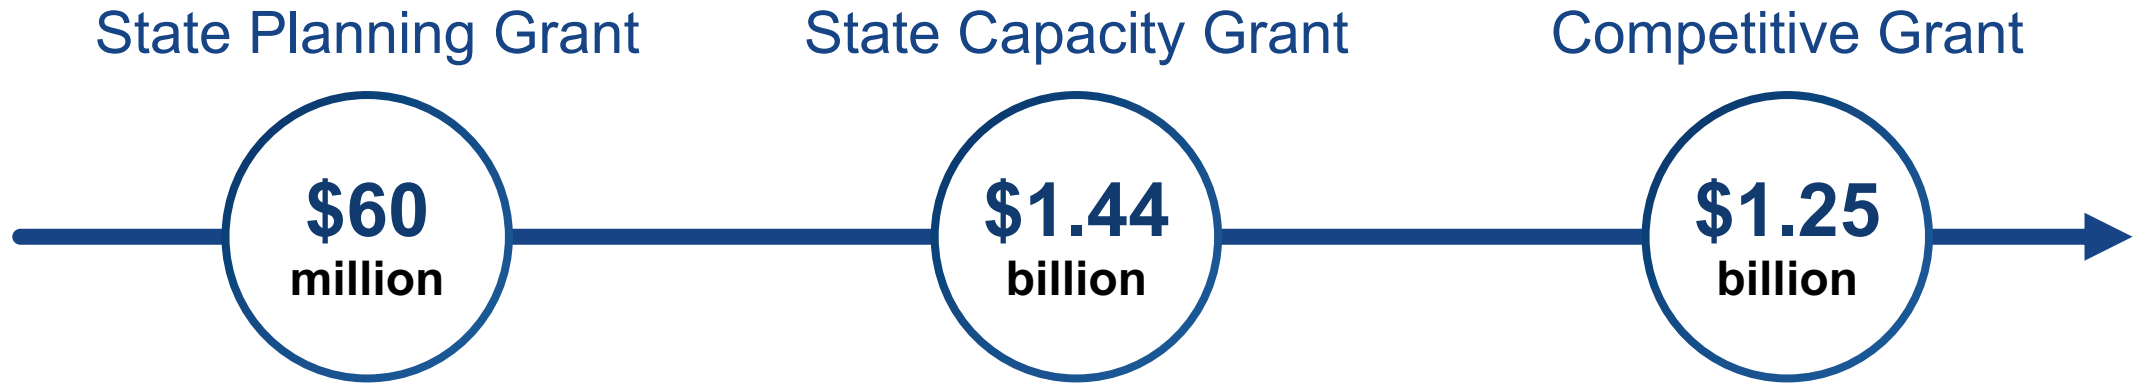 State Planning Grant
$60
million
State Capacity Grant
$1.44
billion
Competitive Grant
$1.25
billion